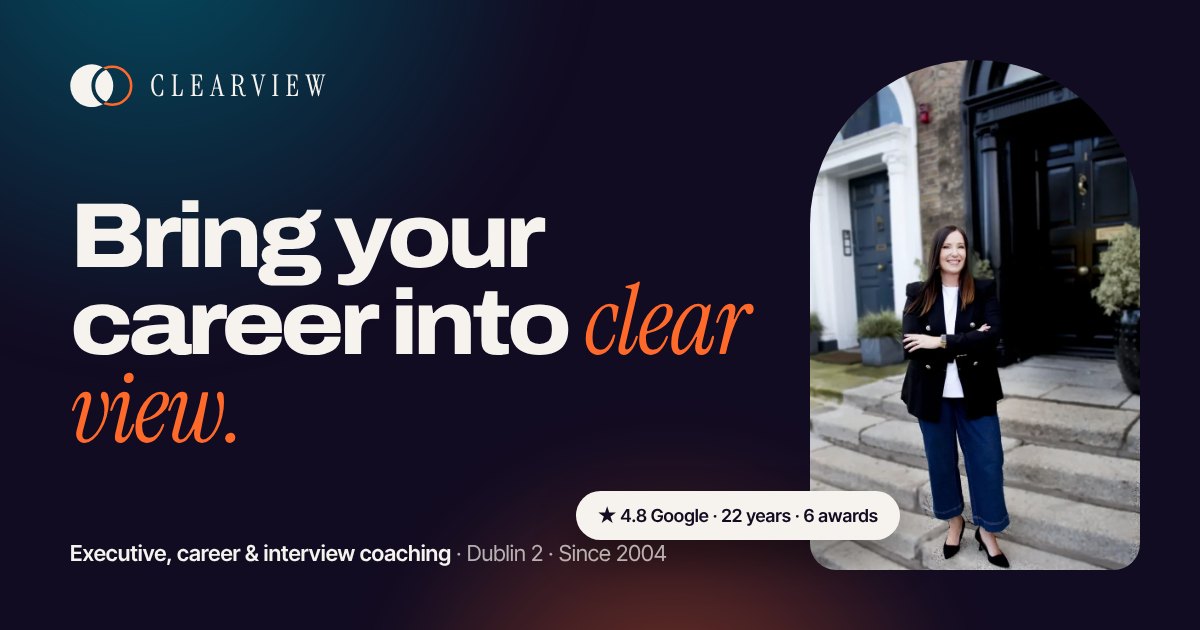 CLEARVIEW
Bring your
career into clear
view.
★ 4.8 Google · 22 years · 6 awards
Executive, career & interview coaching · Dublin 2 · Since 2004